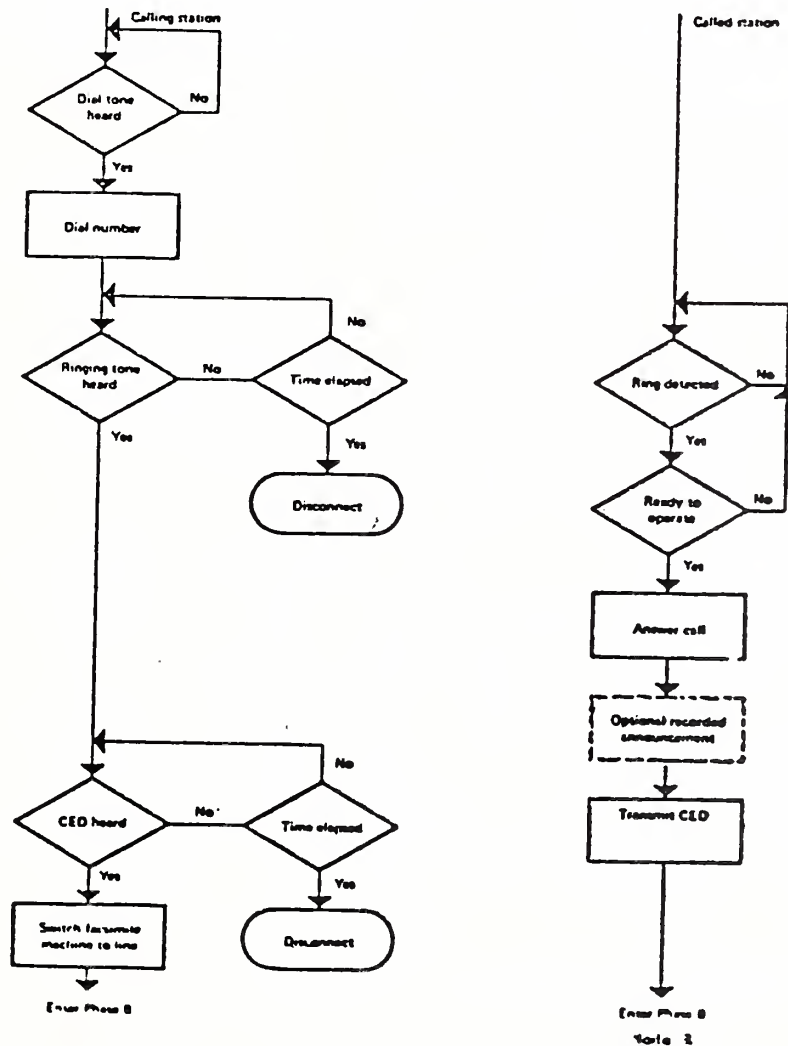 Calling station
Dial tone
heard
No
Yes
Dial number
No
Ringing tone
heard
No
Time elapsed
Yes
Yes
Disconnect
No
CED heard
No
Time elapsed
Yes
Yes
Switch facsimile
machine to line
Disconnect
Enter Phase B
Called station
Ring detected
No
Yes
Ready to
operate
No
Yes
Answer call
Optional recorded
announcement
Transmit CED
Enter Phase B